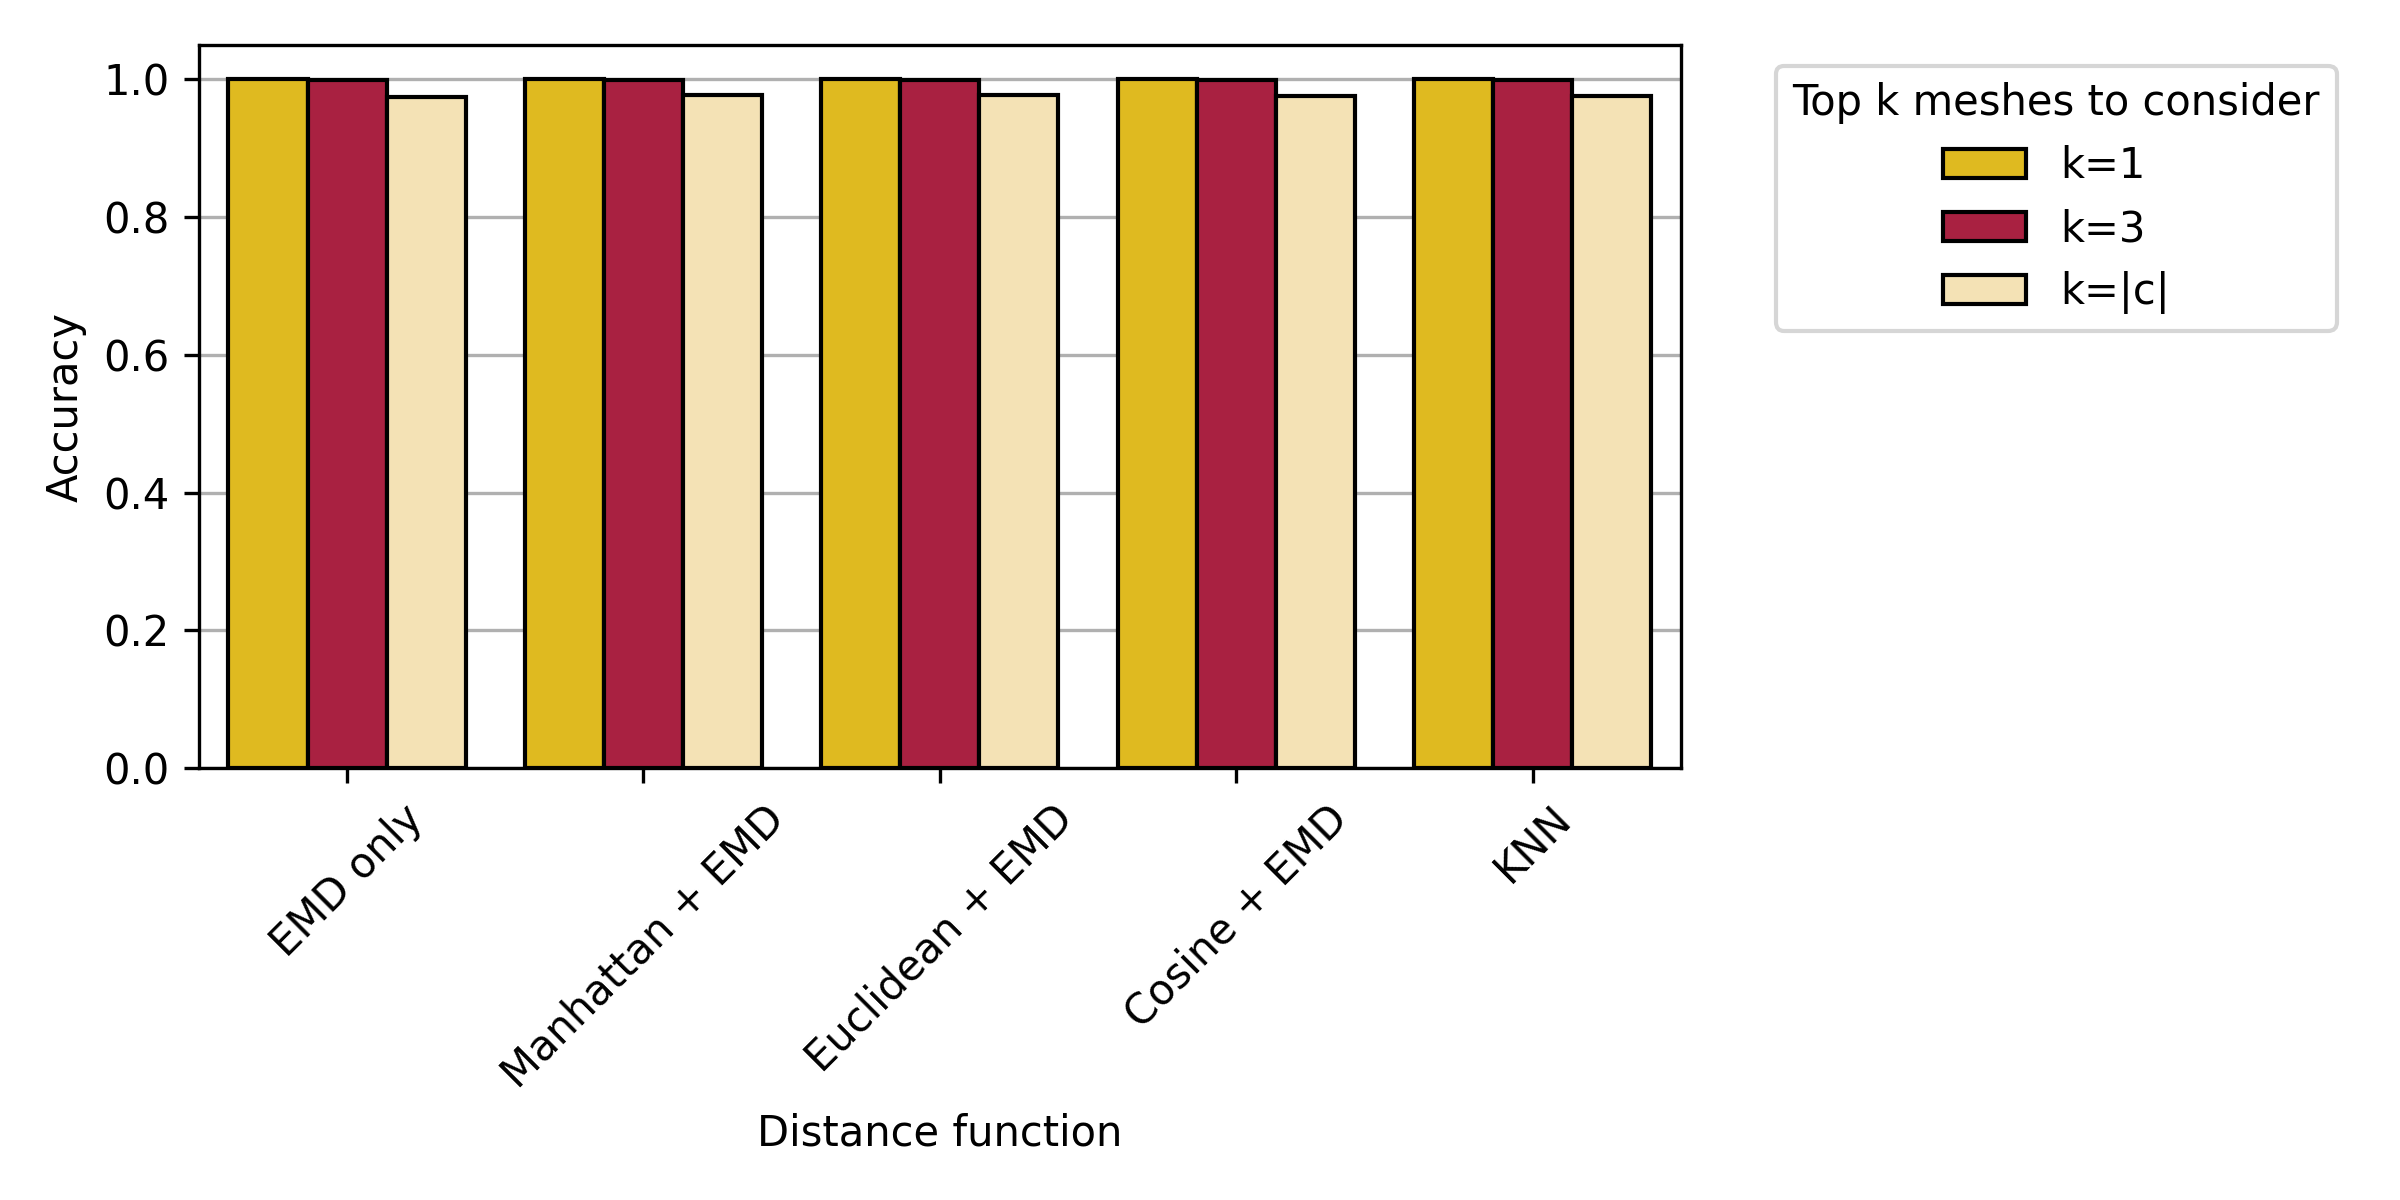 1.0
0.8
0.6
0.4
0.2
0.0
Accuracy
EMD only
Manhattan + EMD
Euclidean + EMD
Cosine + EMD
KNN
Distance function
Top k meshes to consider
k=1
k=3
k=|c|